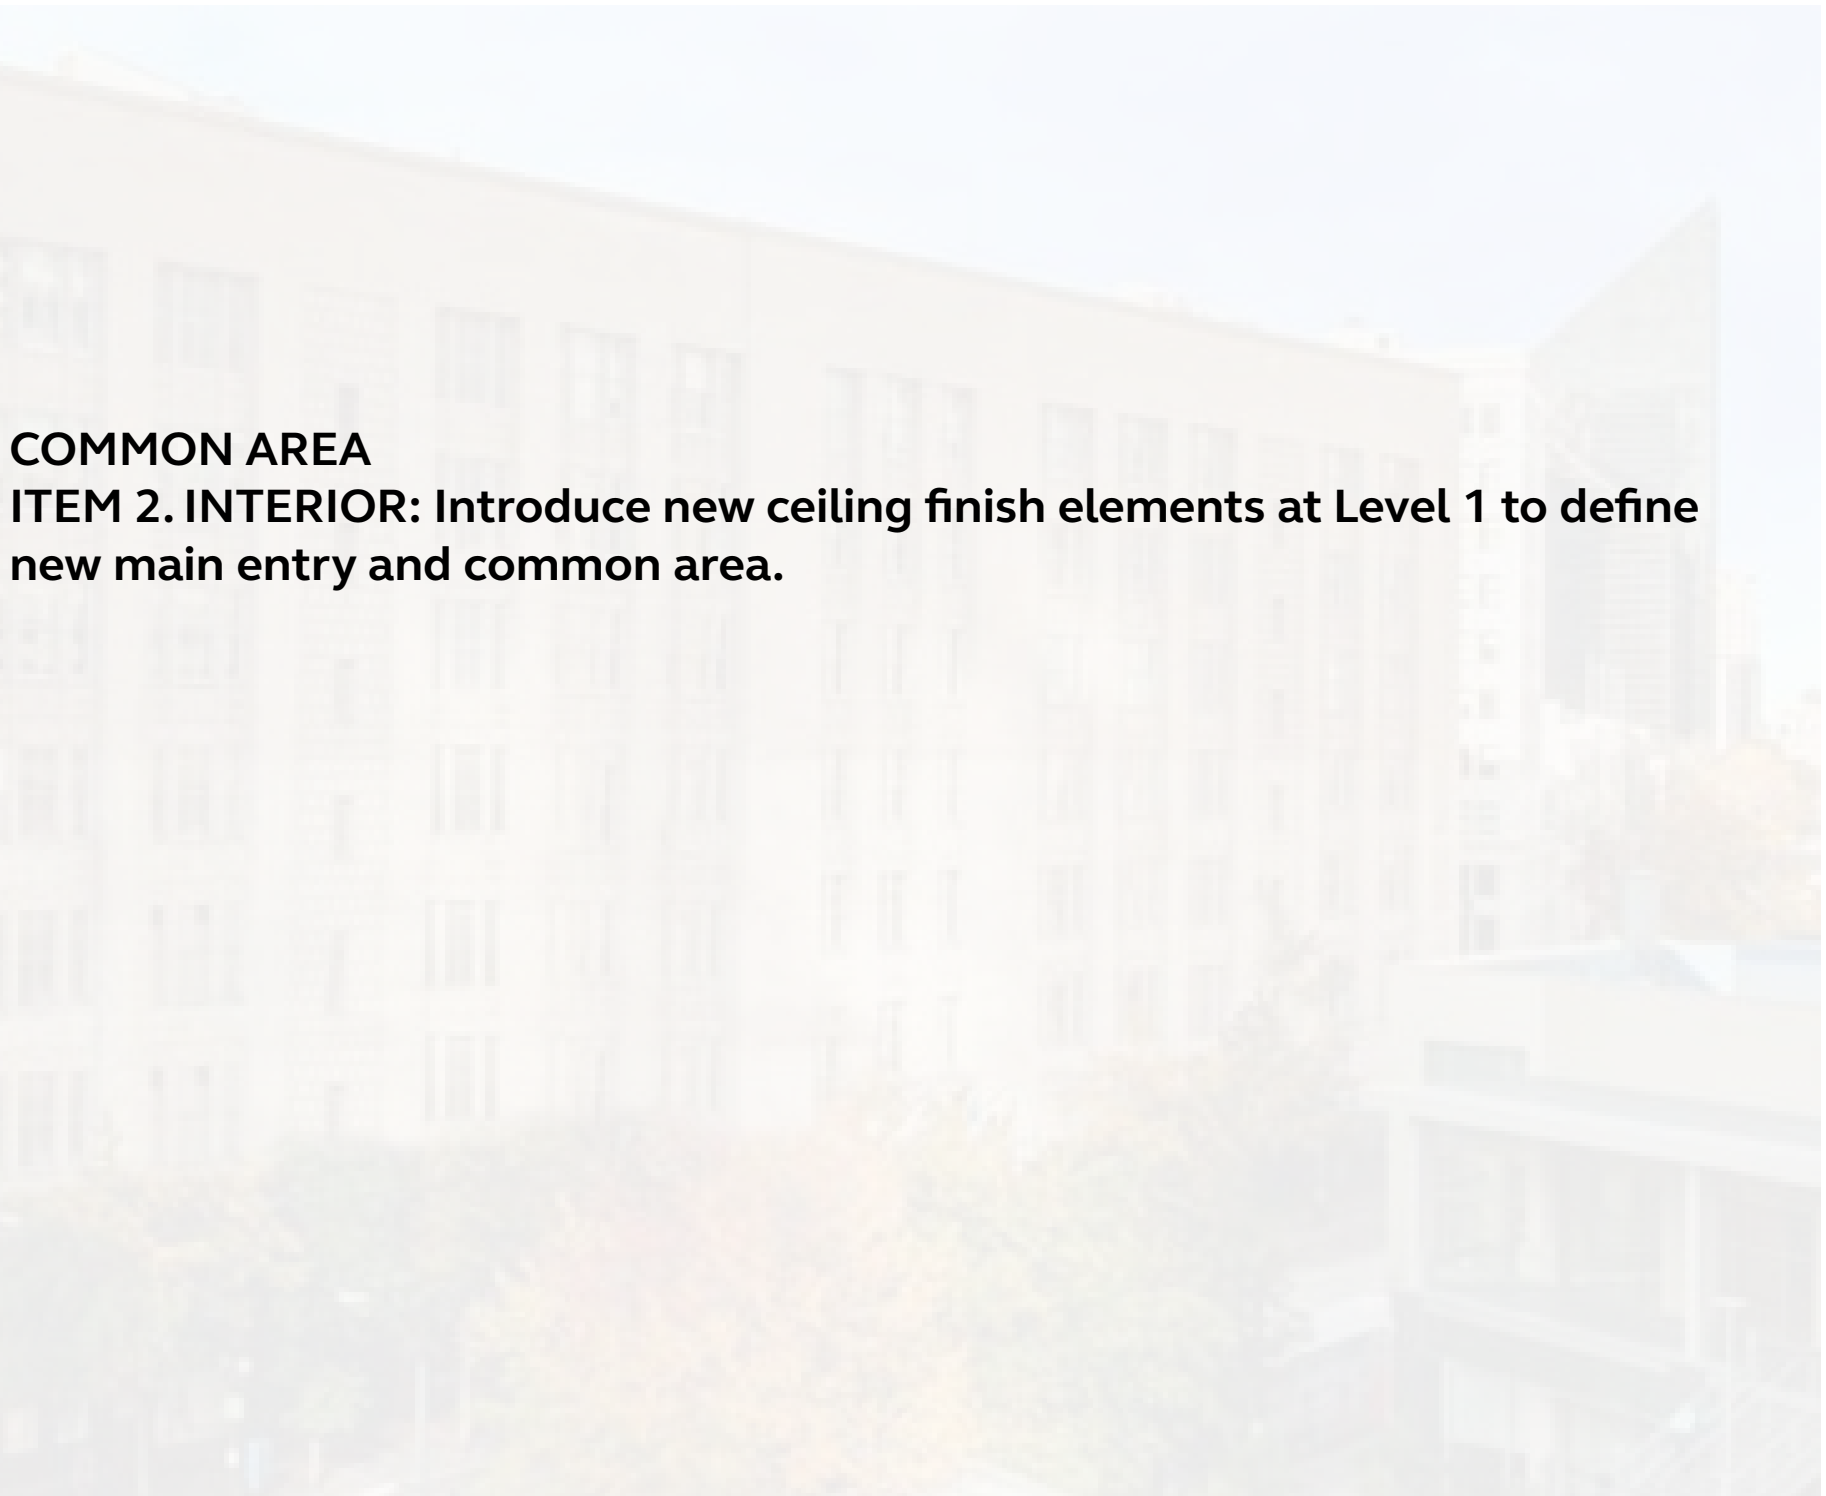 COMMON AREA
ITEM 2. INTERIOR: Introduce new ceiling finish elements at Level 1 to define
new main entry and common area.